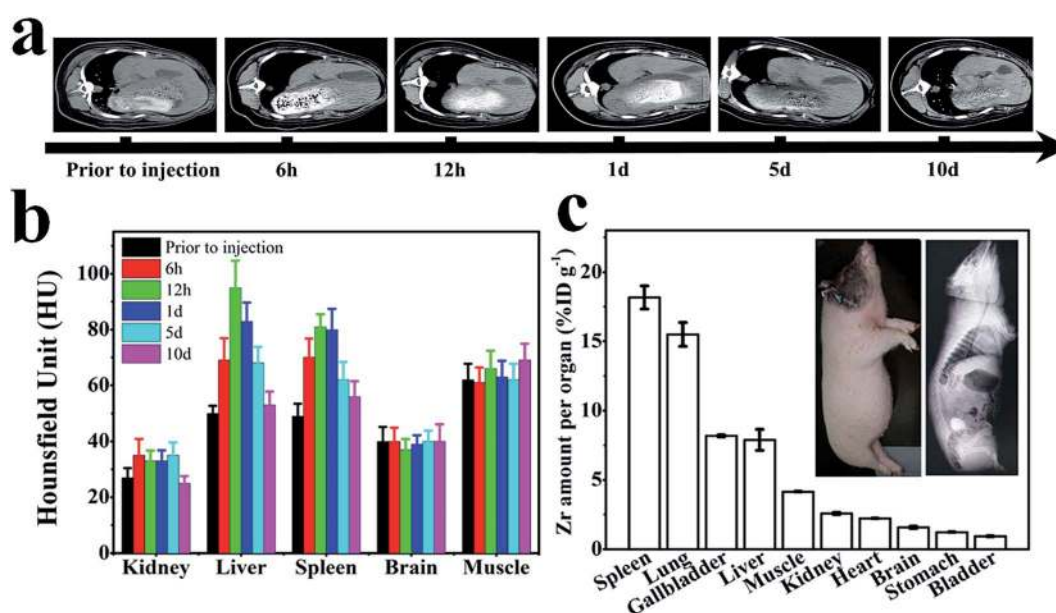 a
Prior to injection 6h 12h 1d 5d 10d
b
Hounsfield Unit (HU)
100
80
60
40
20
0
Prior to injection
6h
12h
1d
5d
10d
Kidney Liver Spleen Brain Muscle
c
Zr amount per organ (%ID g⁻¹)
20
15
10
5
0
Spleen Lung Gallbladder Liver Muscle Kidney Heart Brain Stomach Bladder